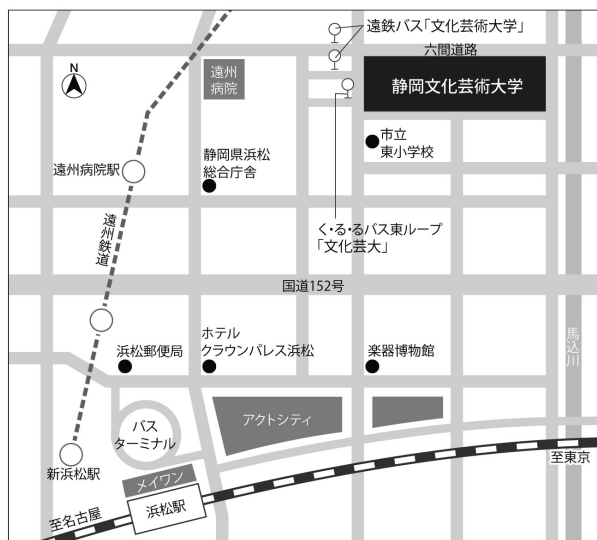 遠鉄バス「文化芸術大学」
六間道路
N
遠州
病院
静岡文化芸術大学
市立
東小学校
静岡県浜松
総合庁舎
遠州病院駅
く・る・るバス東ループ
「文化芸大」
遠州鉄道
国道152号
馬込川
浜松郵便局
ホテル
クラウンパレス浜松
楽器博物館
アクトシティ
バス
ターミナル
新浜松駅
メイワン
浜松駅
至東京
至名古屋